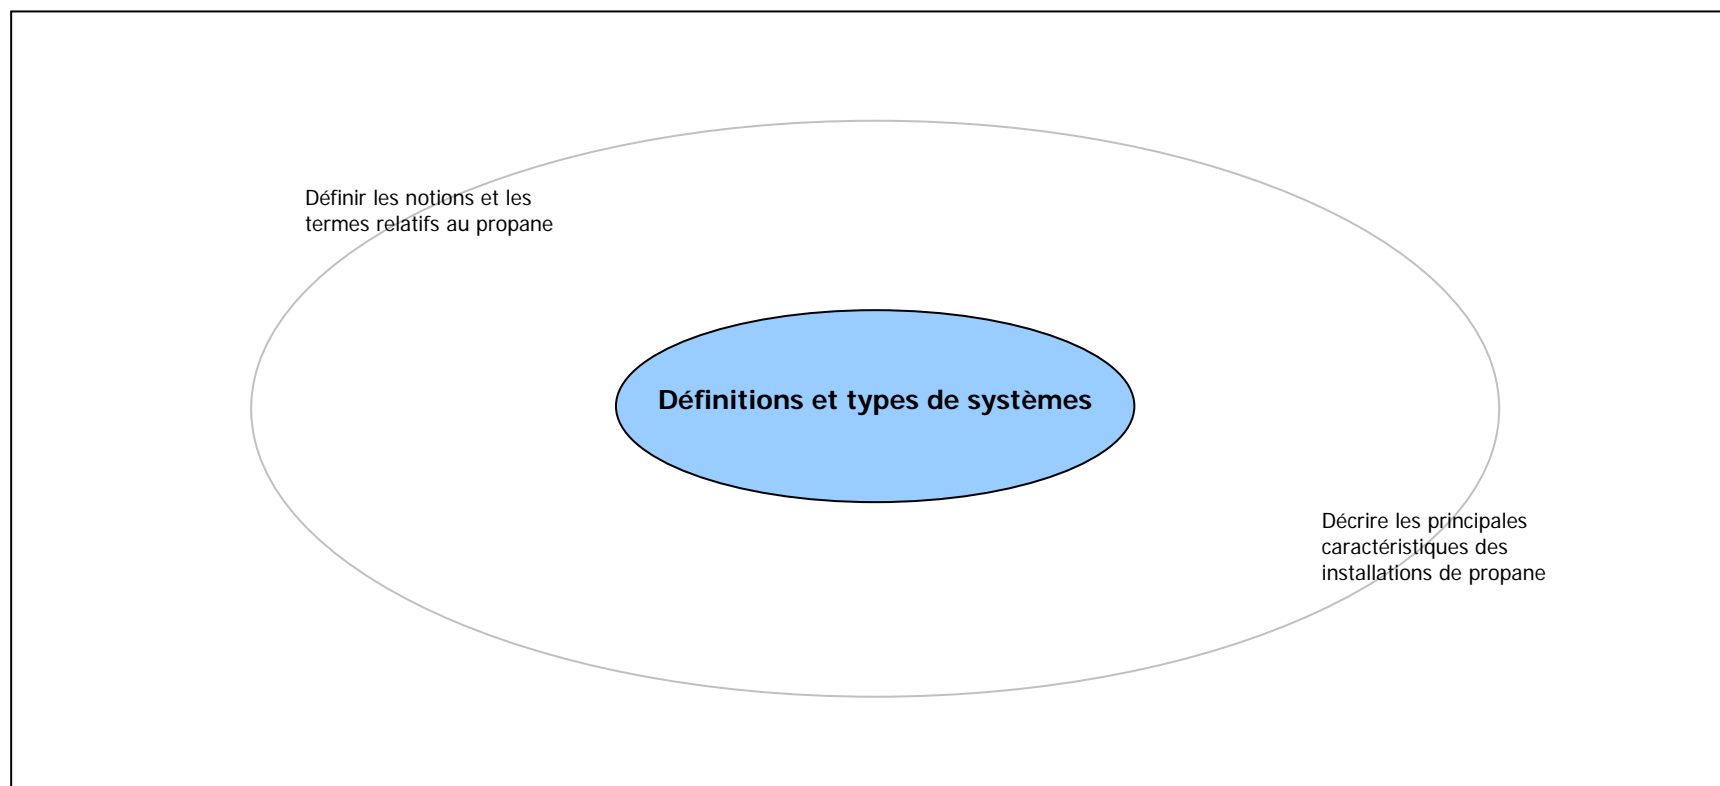 Définir les notions et les
termes relatifs au propane
Définitions et types de systèmes
Décrire les principales
caractéristiques des
installations de propane